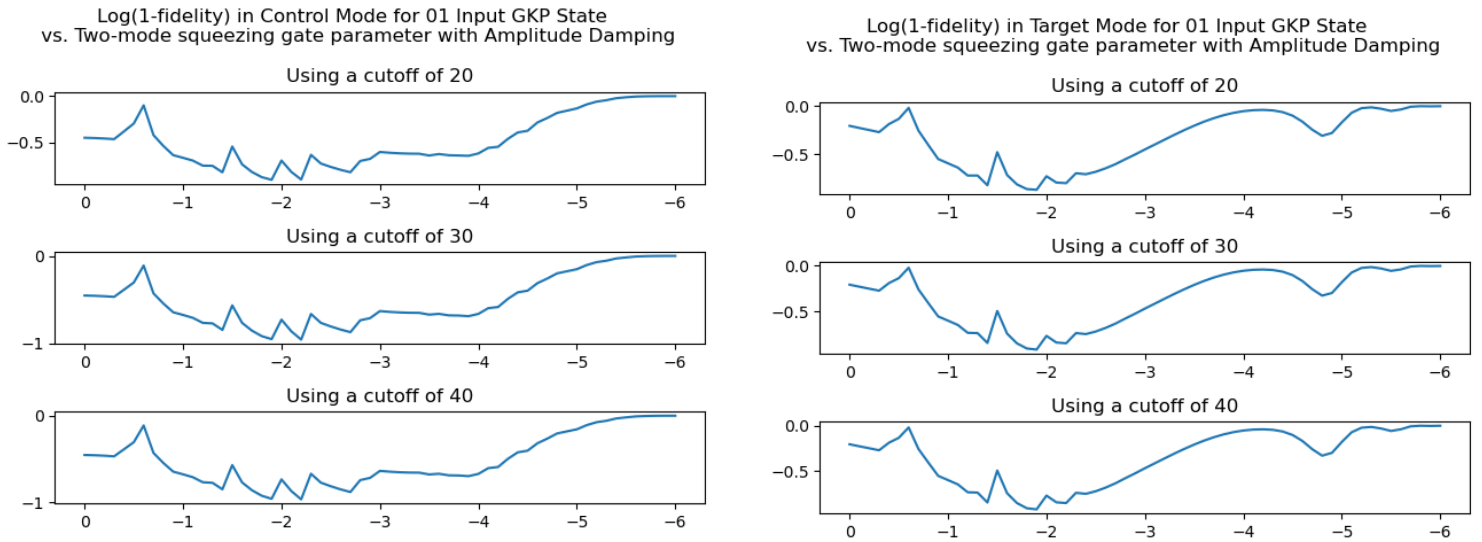 Log(1-fidelity) in Control Mode for 01 Input GKP State
vs. Two-mode squeezing gate parameter with Amplitude Damping
Using a cutoff of 20
0.0
−0.5
0 −1 −2 −3 −4 −5 −6
Using a cutoff of 30
0
−1
0 −1 −2 −3 −4 −5 −6
Using a cutoff of 40
0
−1
0 −1 −2 −3 −4 −5 −6
Log(1-fidelity) in Target Mode for 01 Input GKP State
vs. Two-mode squeezing gate parameter with Amplitude Damping
Using a cutoff of 20
0.0
−0.5
0 −1 −2 −3 −4 −5 −6
Using a cutoff of 30
0.0
−0.5
0 −1 −2 −3 −4 −5 −6
Using a cutoff of 40
0.0
−0.5
0 −1 −2 −3 −4 −5 −6